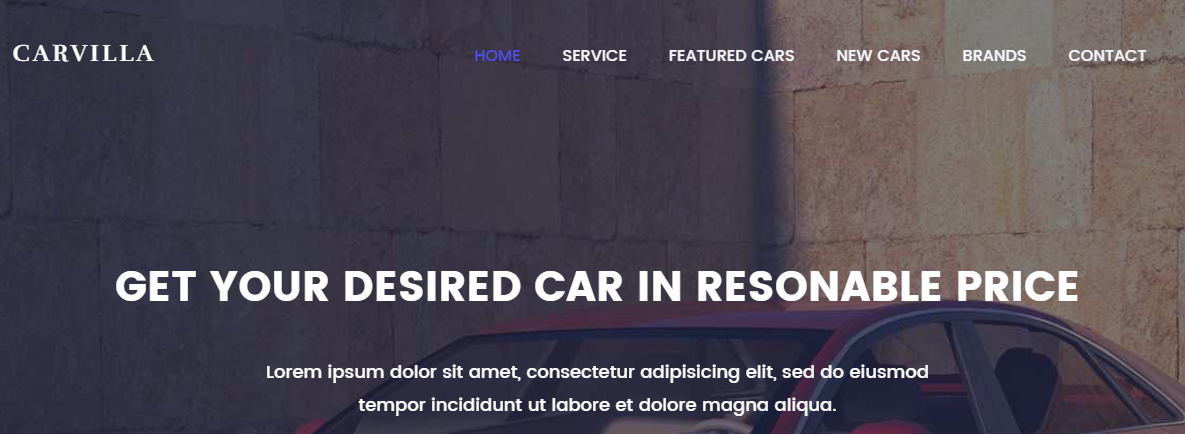 CARVILLA
HOME SERVICE FEATURED CARS NEW CARS BRANDS CONTACT
GET YOUR DESIRED CAR IN RESONABLE PRICE
Lorem ipsum dolor sit amet, consectetur adipisicing elit, sed do eiusmod
tempor incididunt ut labore et dolore magna aliqua.